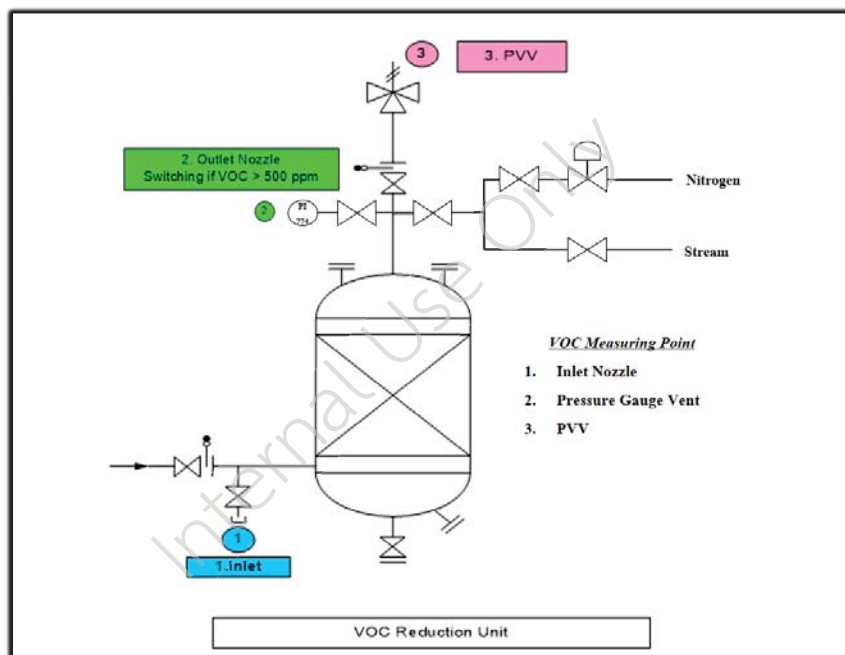 3
3. PVV
2. Outlet Nozzle
Switching if VOC > 500 ppm
2
PI
774
Nitrogen
Stream
VOC Measuring Point
1. Inlet Nozzle
2. Pressure Gauge Vent
3. PVV
1
1.Inlet
VOC Reduction Unit
Internal Use Only